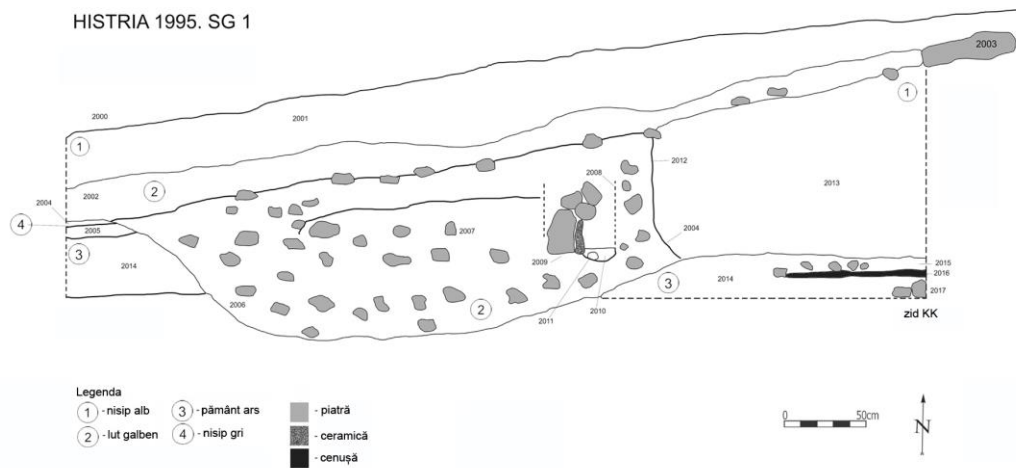 HISTRIA 1995. SG 1
2003
1
2000
2001
1
2008
2012
2
2002
2013
2004
4
2005
2007
2004
3
2009
2015
2014
2014
3
2016
2006
2
2010
2017
2011
zid KK
Legenda
1 - nisip alb
3 - pământ ars
- piatră
2 - lut galben
4 - nisip gri
- ceramică
- cenușă
0 50cm
N